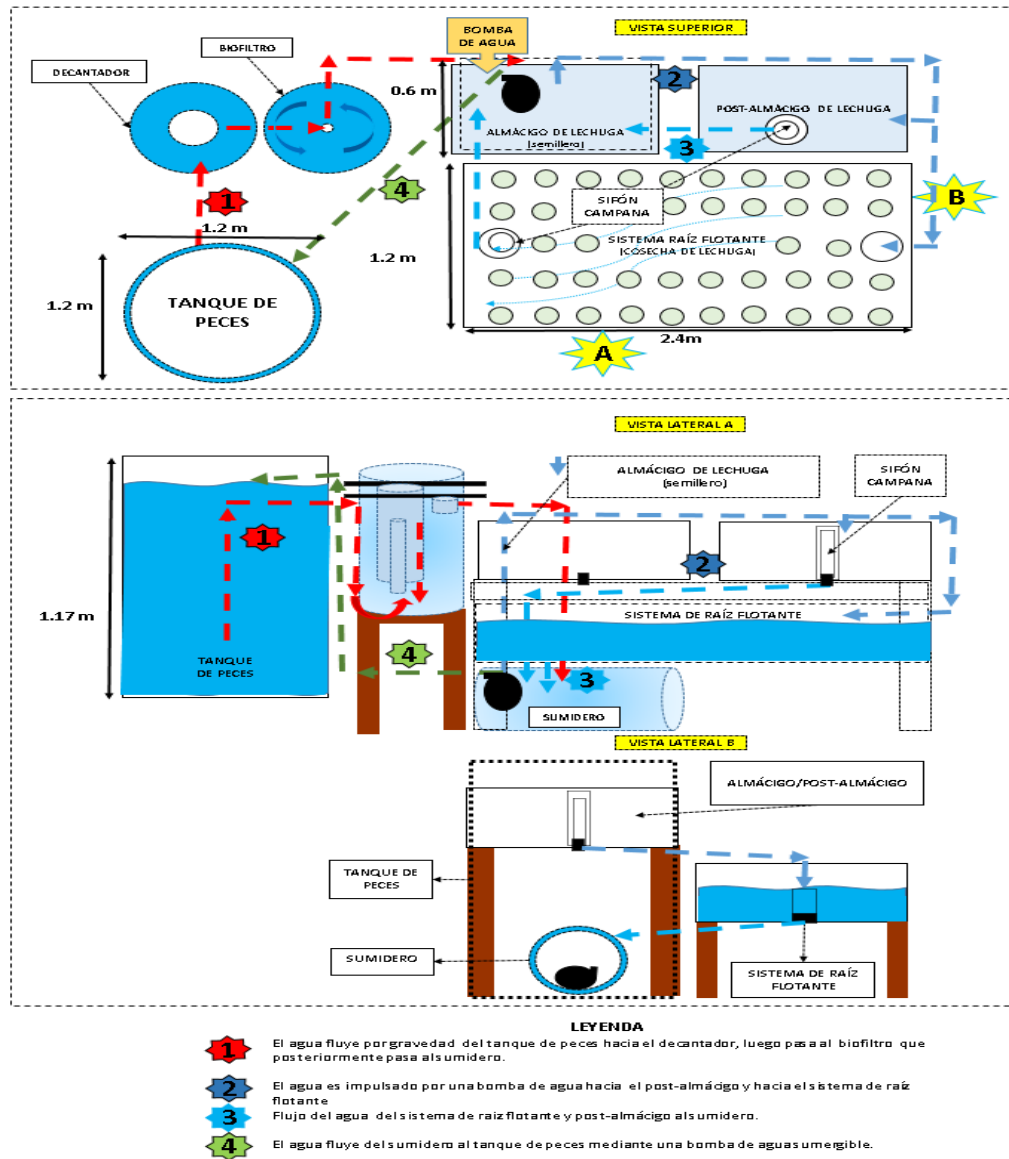 BOMBA
DE AGUA
VISTA SUPERIOR
BIOFILTRO
DECANTADOR
0.6 m
2
POST-ALMÁCIGO DE LECHUGA
ALMÁCIGO DE LECHUGA
(semillero)
3
4
1
B
SIFÓN
CAMPANA
1.2 m
1.2 m
SISTEMA RAÍZ FLOTANTE
(COSECHA DE LECHUGA)
1.2 m
TANQUE DE
PECES
A
2.4m
VISTA LATERAL A
ALMÁCIGO DE LECHUGA
(semillero)
SIFÓN
CAMPANA
1
2
1.17 m
SISTEMA DE RAÍZ FLOTANTE
4
TANQUE
DE PECES
3
SUMIDERO
VISTA LATERAL B
ALMÁCIGO/POST-ALMÁCIGO
TANQUE DE
PECES
SUMIDERO
SISTEMA DE RAÍZ
FLOTANTE
LEYENDA
1 El agua fluye por gravedad del tanque de peces hacia el decantador, luego pasa al biofiltro que
posteriormente pasa al sumidero.
2 El agua es impulsado por una bomba de agua hacia el post-almácigo y hacia el sistema de raíz
flotante
3 Flujo del agua del sistema de raiz flotante y post-almácigo al sumidero.
4 El agua fluye del sumidero al tanque de peces mediante una bomba de agua sumergible.